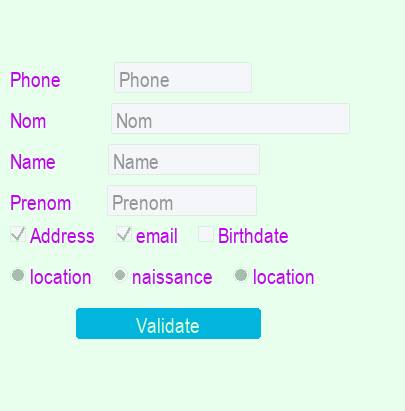 Phone Phone
Nom Nom
Name Name
Prenom Prenom
Address email Birthdate
location naissance location
Validate